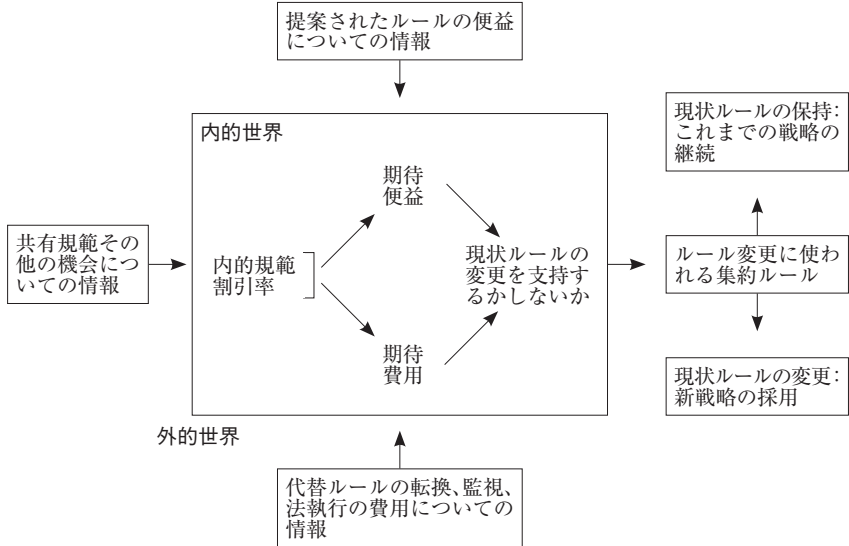 提案されたルールの便益
についての情報
内的世界
期待
便益
共有規範その
他の機会につ
いての情報
内的規範
割引率
現状ルールの
変更を支持す
るかしないか
期待
費用
現状ルールの保持:
これまでの戦略の
継続
ルール変更に使わ
れる集約ルール
現状ルールの変更:
新戦略の採用
外的世界
代替ルールの転換、監視、
法執行の費用についての
情報